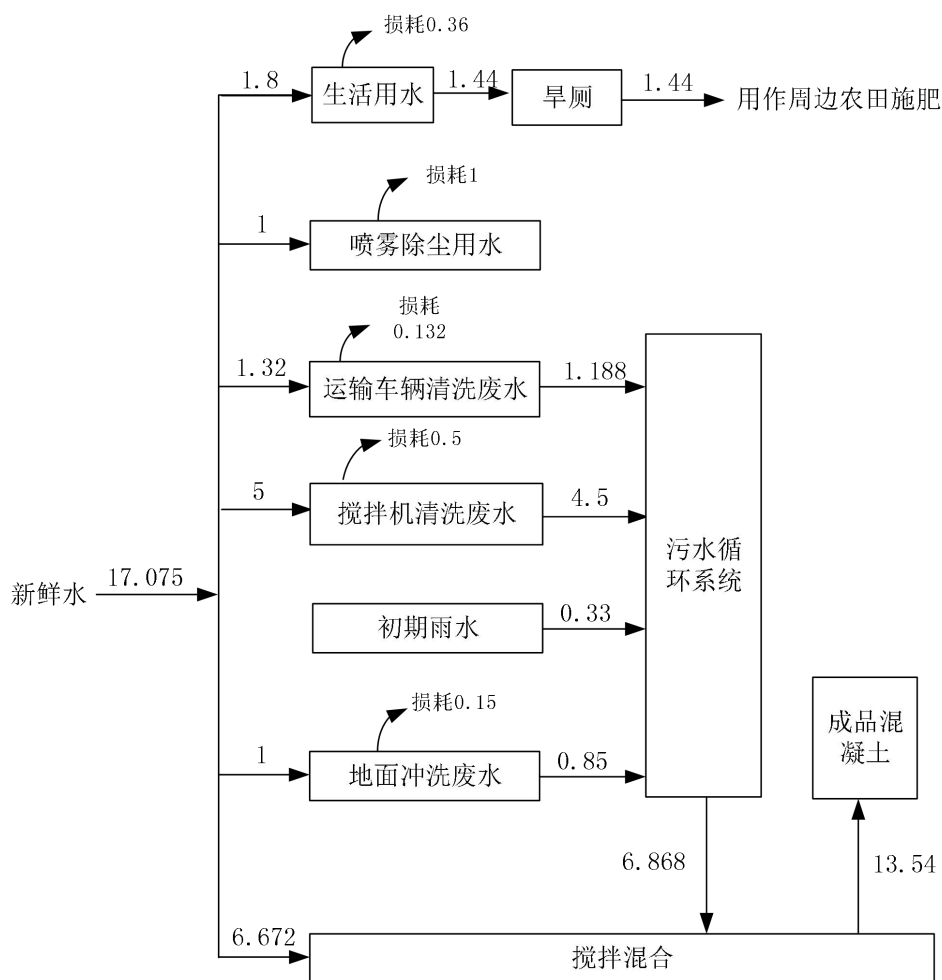 损耗0.36
1.8
生活用水
1.44
旱厕
1.44
用作周边农田施肥
损耗1
1
喷雾除尘用水
损耗
0.132
1.32
运输车辆清洗废水
1.188
损耗0.5
5
搅拌机清洗废水
4.5
污水循
环系统
新鲜水
17.075
初期雨水
0.33
损耗0.15
1
地面冲洗废水
0.85
成品混
凝土
6.868
13.54
6.672
搅拌混合